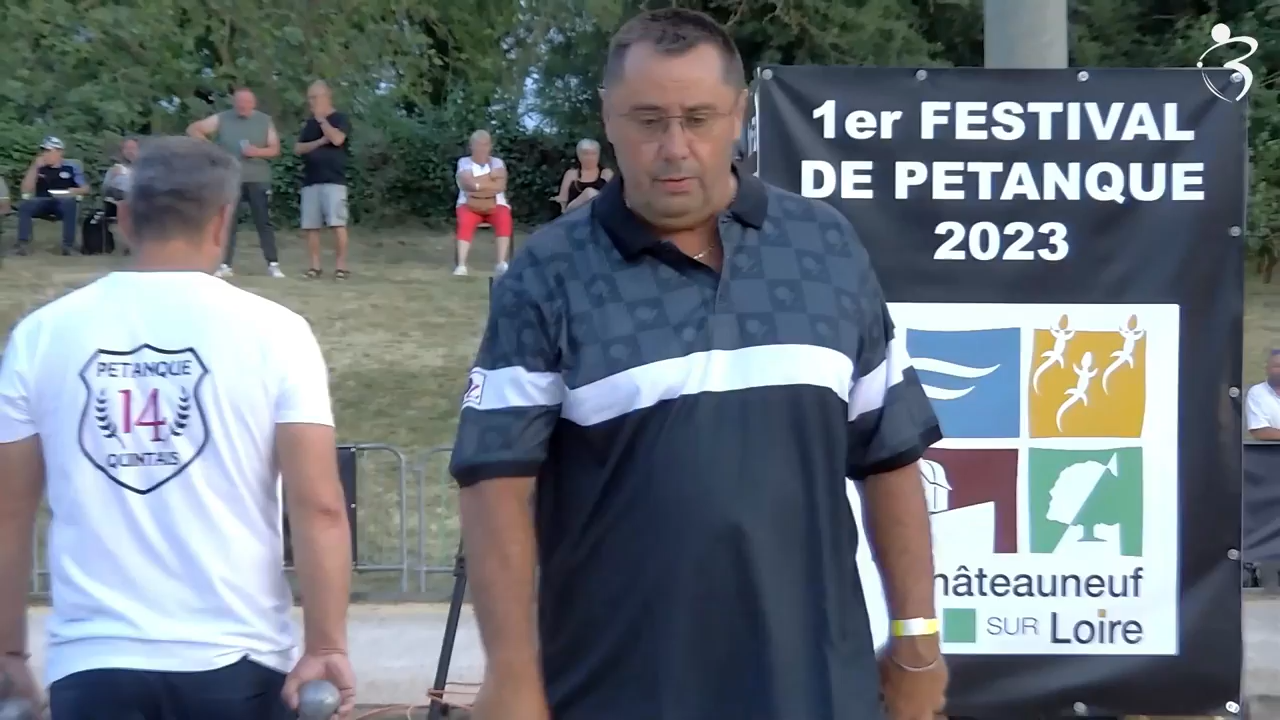 1er FESTIVAL
DE PETANQUE
2023
PETANQUE
14
QUINTAIS
hâteauneuf
SUR Loire